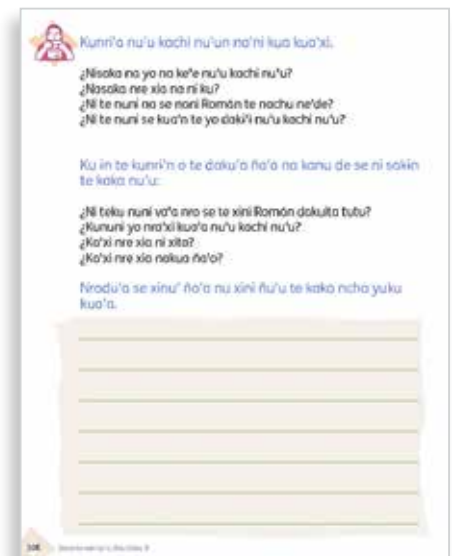 Kunri'a nu'u kachi nu'un na'ni kua kua'xi.
¿Nisaka na yo na ke'e nu'u kachi nu'u?
¿Nasaka nre xia na ni ku?
¿Ni te nuni na se nani Román te nachu ne'de?
¿Ni te nuni se kua'n te yo daki'i nu'u kachi nu'u?
Ku in te kunri'n o te daku'a ña'a na kanu de se ni sakin
te kaka nu'u:
¿Ni teku nuni va'a nro se te xini Román dakuita tutu?
¿Kununi yo nra'xi kua'a nu'u kachi nu'u?
¿Ka'xi nre xia ni xita?
¿Ka'xi nre xia nakua ña'a?
Nradu'a se xinu' ña'a nu xini ñu'u te kaka ncha yuku
kua'a.